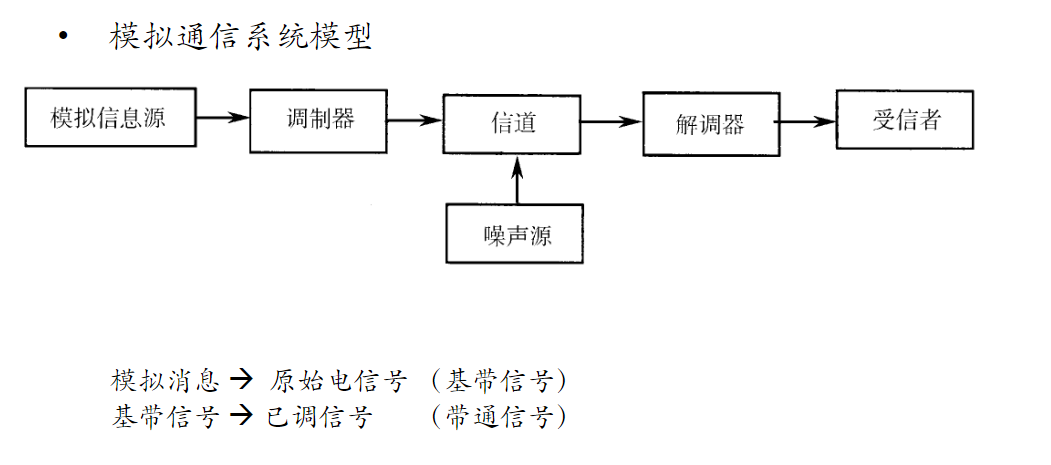 • 模拟通信系统模型
模拟信息源
调制器
信道
解调器
受信者
噪声源
模拟消息→ 原始电信号 （基带信号）
基带信号→已调信号 （带通信号）